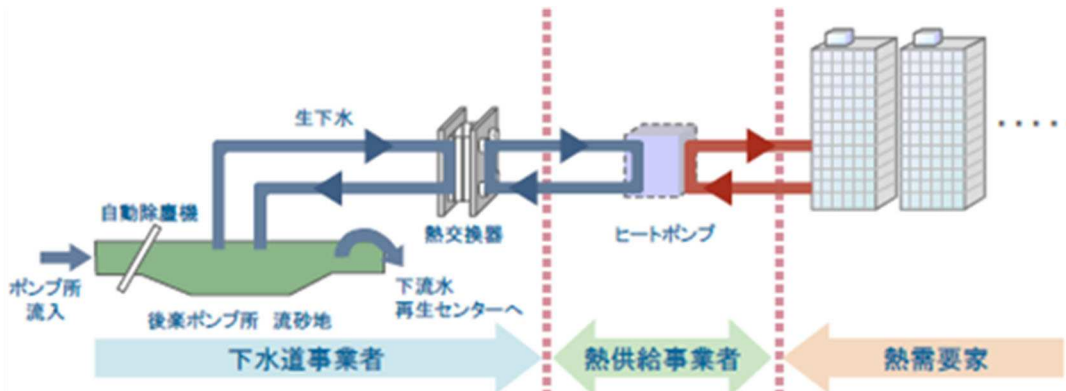 生下水
自動除塵機
熱交換器
ヒートポンプ
ポンプ所
流入
下流水
再生センターへ
後楽ポンプ所 流砂地
下水道事業者
熱供給事業者
熱需要家